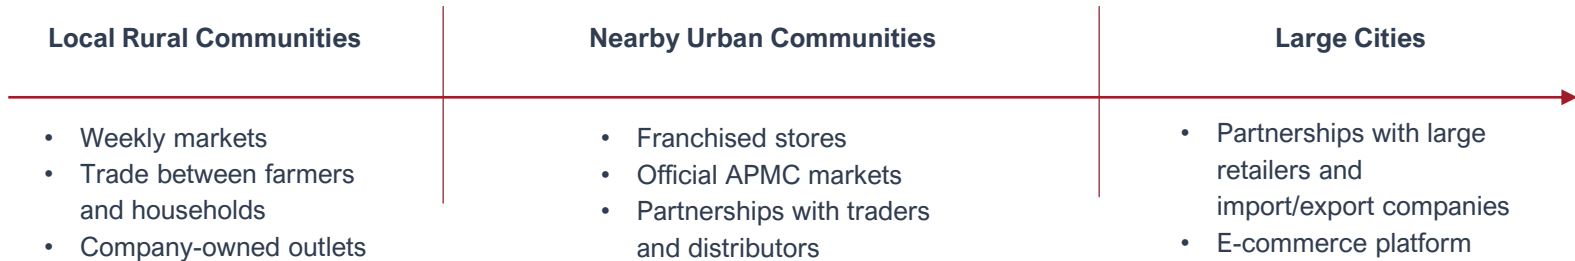 Local Rural Communities
Nearby Urban Communities
Large Cities
• Weekly markets
• Trade between farmers
and households
• Company-owned outlets
• Franchised stores
• Official APMC markets
• Partnerships with traders
and distributors
• Partnerships with large
retailers and
import/export companies
• E-commerce platform